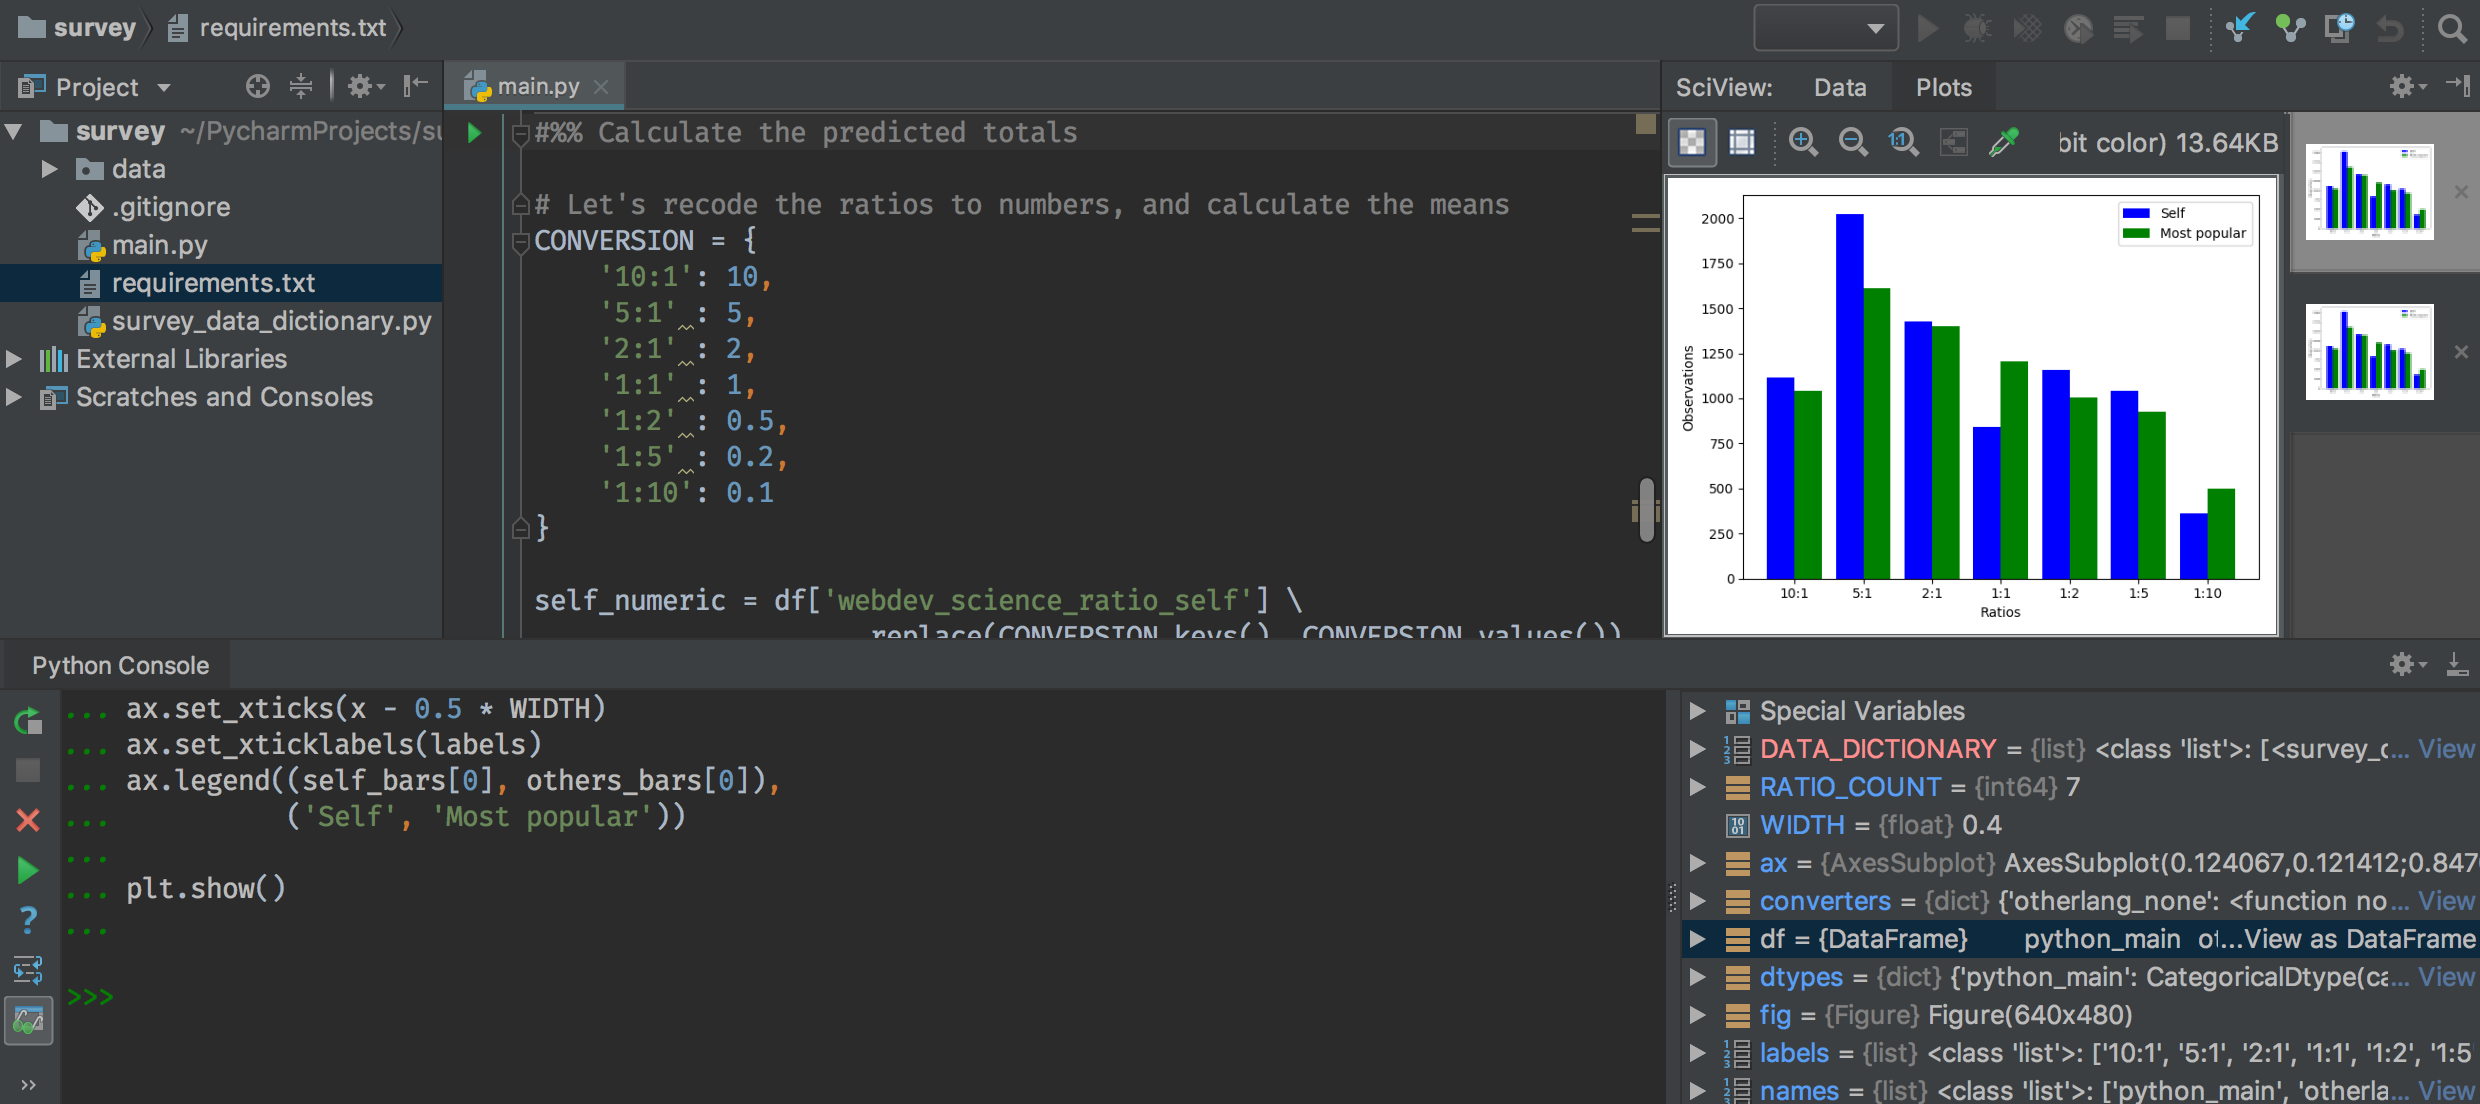 survey requirements.txt
Project
main.py
SciView: Data Plots
survey ~/PycharmProjects/su
data
.gitignore
main.py
requirements.txt
survey_data_dictionary.py
External Libraries
Scratches and Consoles
#%% Calculate the predicted totals
# Let's recode the ratios to numbers, and calculate the means
CONVERSION = {
'10:1': 10,
'5:1' : 5,
'2:1' : 2,
'1:1' : 1,
'1:2' : 0.5,
'1:5' : 0.2,
'1:10': 0.1
}
self_numeric = df['webdev_science_ratio_self'] \
replace(CONVERSION.keys(), CONVERSION.values())
1:1
bit color) 13.64KB
Self
Most popular
2000
1750
1500
1250
1000
750
500
250
0
Observations
10:1 5:1 2:1 1:1 1:2 1:5 1:10
Ratios
Python Console
... ax.set_xticks(x - 0.5 * WIDTH)
... ax.set_xticklabels(labels)
... ax.legend((self_bars[0], others_bars[0]),
... ('Self', 'Most popular'))
...
... plt.show()
...
>>>
Special Variables
DATA_DICTIONARY = {list} <class 'list'>: [<survey_d... View
RATIO_COUNT = {int64} 7
WIDTH = {float} 0.4
ax = {AxesSubplot} AxesSubplot(0.124067,0.121412;0.847
converters = {dict} {'otherlang_none': <function no... View
df = {DataFrame} python_main ot...View as DataFrame
dtypes = {dict} {'python_main': CategoricalDtype(ca... View
fig = {Figure} Figure(640x480)
labels = {list} <class 'list'>: ['10:1', '5:1', '2:1', '1:1', '1:2', '1:5'
names = {list} <class 'list'>: ['python_main', 'otherla... View